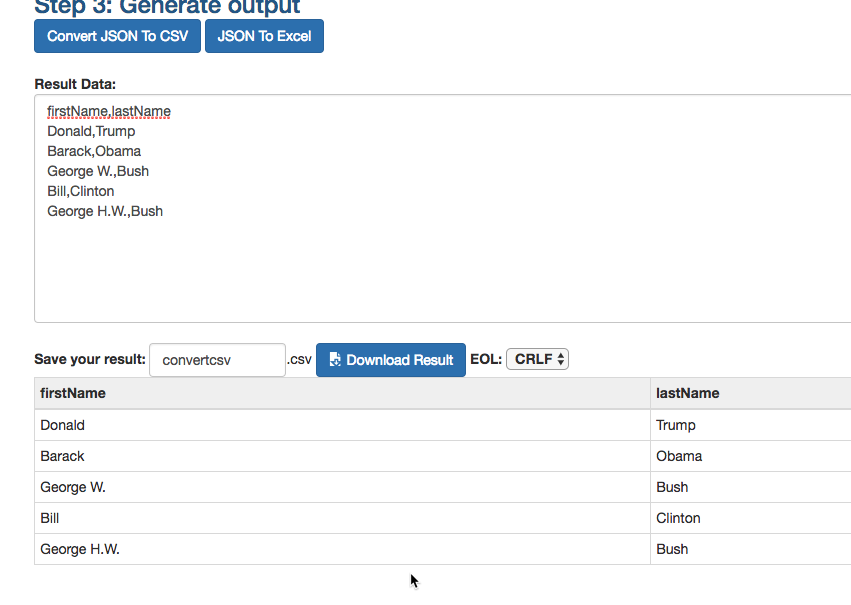 Step 3: Generate output
Convert JSON To CSV JSON To Excel
Result Data:
firstName,lastName
Donald,Trump
Barack,Obama
George W.,Bush
Bill,Clinton
George H.W.,Bush
Save your result: convertcsv .csv Download Result EOL: CRLF
firstName lastName
Donald Trump
Barack Obama
George W. Bush
Bill Clinton
George H.W. Bush